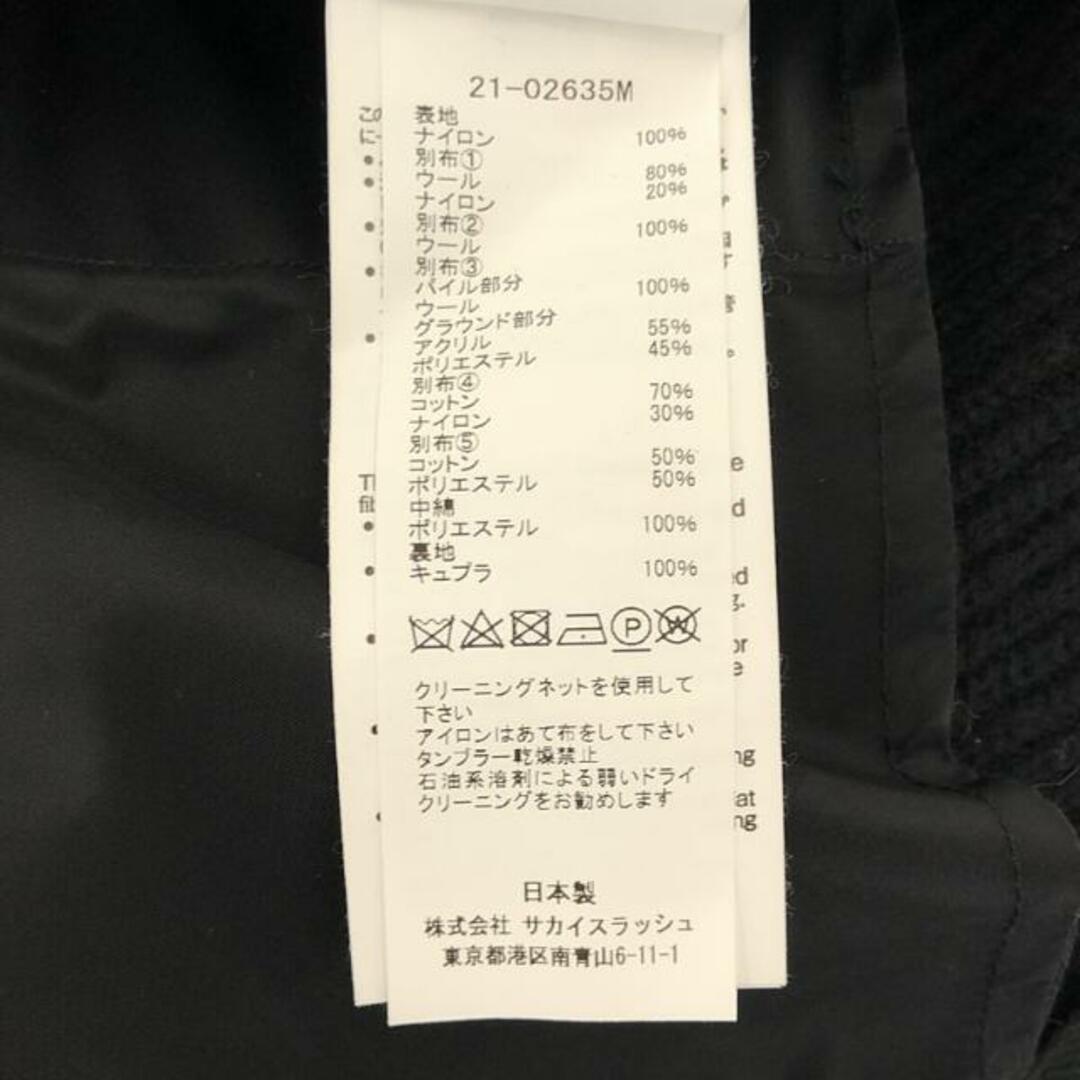 21-02635M
表地
ナイロン 100%
別布①
ウール 80%
ナイロン 20%
別布②
ウール 100%
別布③
パイル部分
ウール 100%
グラウンド部分
アクリル 55%
ポリエステル 45%
別布④
コットン 70%
ナイロン 30%
別布⑤
コットン 50%
ポリエステル 50%
中綿
ポリエステル 100%
裏地
キュプラ 100%
P
W
クリーニングネットを使用して
下さい
アイロンはあて布をして下さい
タンブラー乾燥禁止
石油系溶剤による弱いドライ
クリーニングをお勧めします
日本製
株式会社 サカイスラッシュ
東京都港区南青山6-11-1